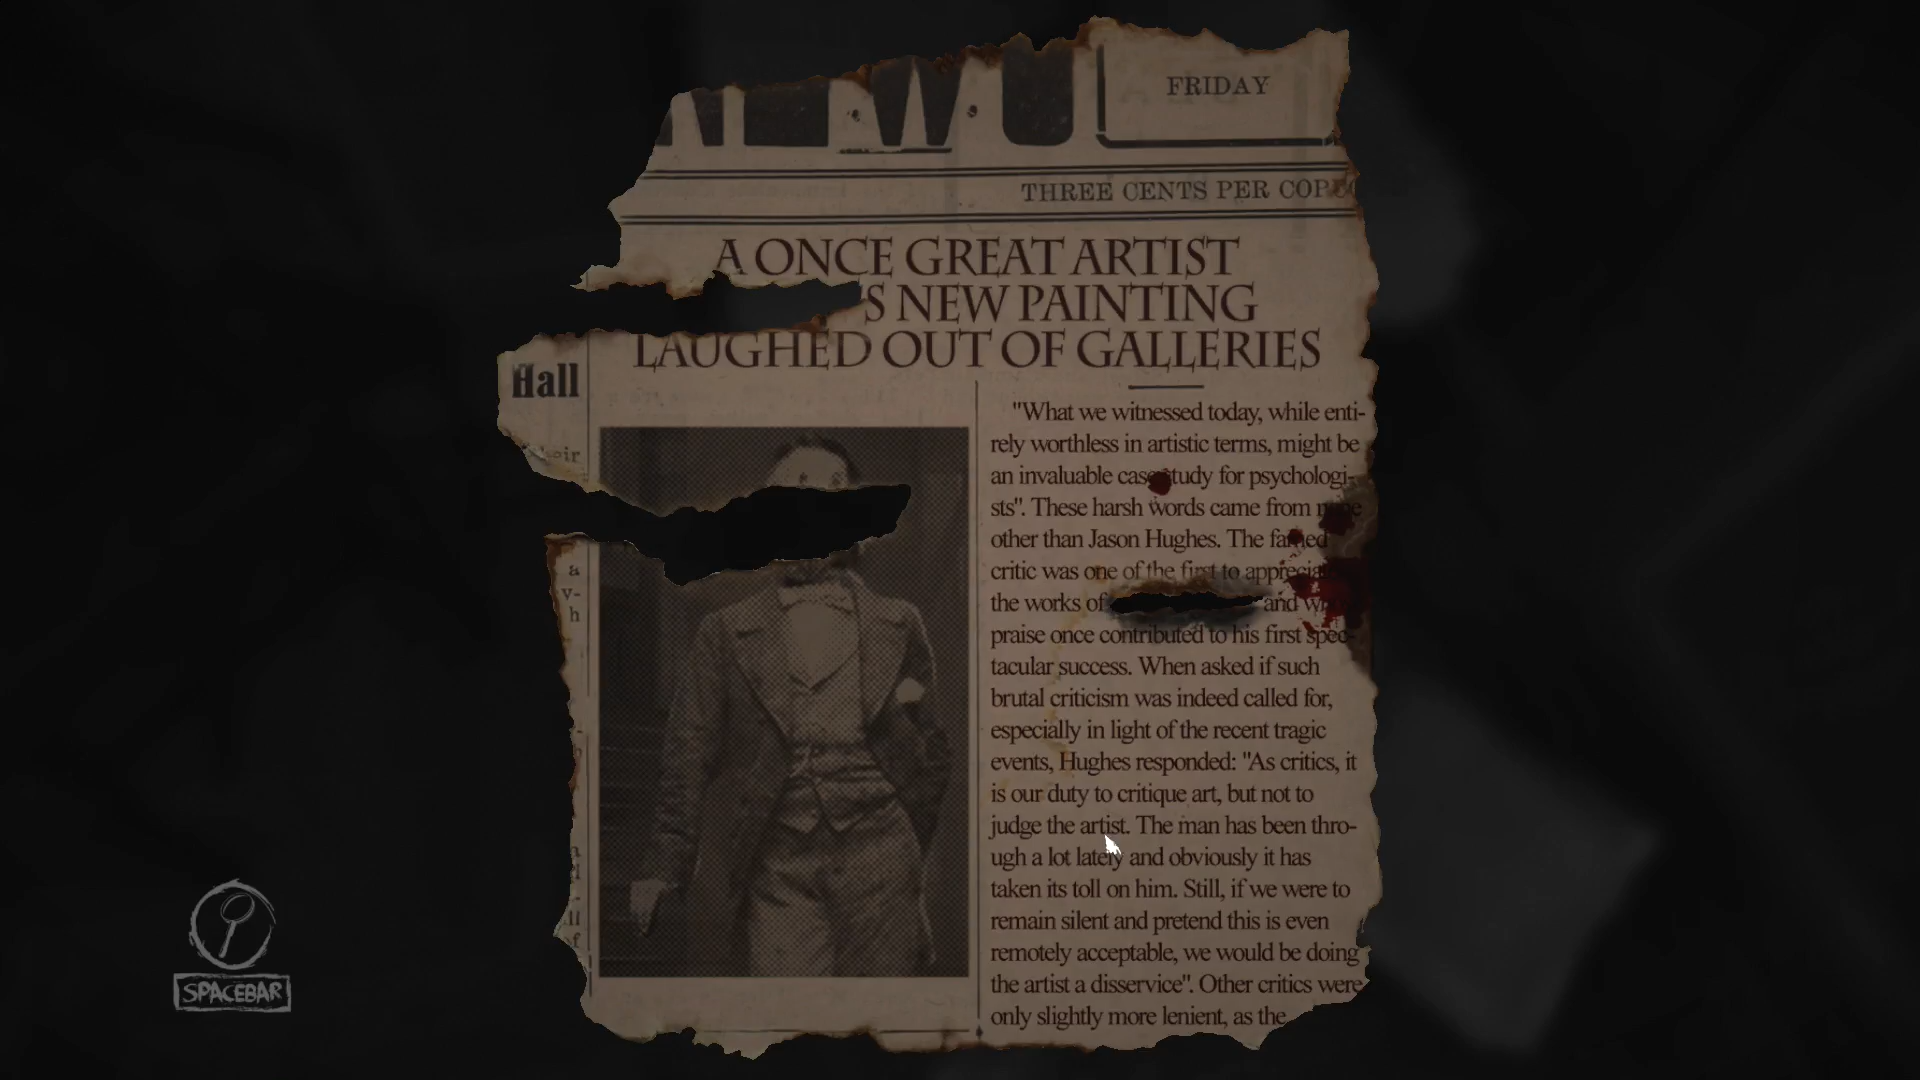 FRIDAY
THREE CENTS PER COP
A ONCE GREAT ARTIST
'S NEW PAINTING
LAUGHED OUT OF GALLERIES
Hall
"What we witnessed today, while enti-
rely worthless in artistic terms, might be
an invaluable case study for psychologi-
sts". These harsh words came from none
other than Jason Hughes. The famed
critic was one of the first to apprecia
the works of
and who
praise once contributed to his first spec-
tacular success. When asked if such
brutal criticism was indeed called for,
especially in light of the recent tragic
events, Hughes responded: "As critics, it
is our duty to critique art, but not to
judge the artist. The man has been thro-
ugh a lot lately and obviously it has
taken its toll on him. Still, if we were to
remain silent and pretend this is even
remotely acceptable, we would be doing
the artist a disservice". Other critics were
only slightly more lenient, as the
a
v-
h
SPACEBAR